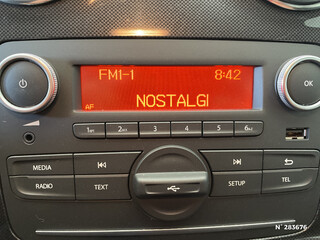 FM1-1 8:42
AF NOSTALGI
OK
1 2 3 4 5 6
MEDIA
RADIO TEXT SETUP TEL
N° 283676